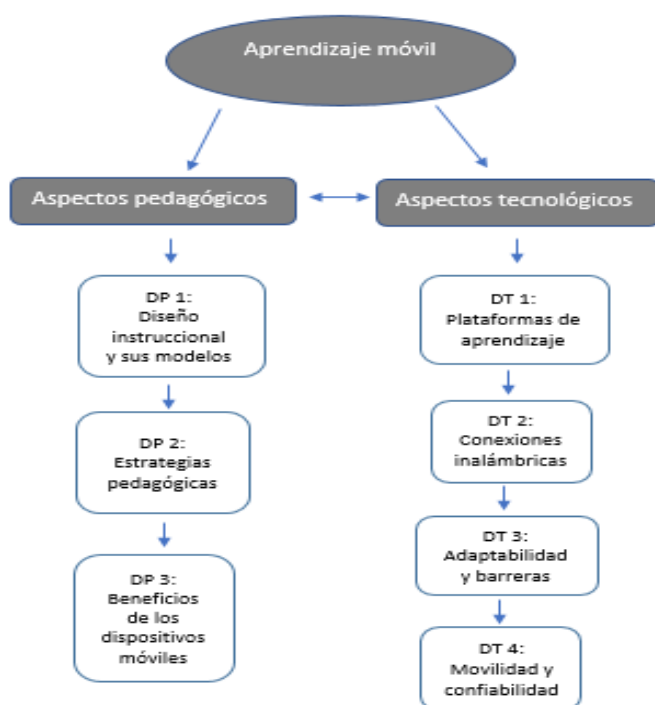 Aprendizaje móvil
Aspectos pedagógicos
Aspectos tecnológicos
DP 1:
Diseño
instruccional
y sus modelos
DP 2:
Estrategias
pedagógicas
DP 3:
Beneficios
de los
dispositivos
móviles
DT 1:
Plataformas de
aprendizaje
DT 2:
Conexiones
inalámbricas
DT 3:
Adaptabilidad
y barreras
DT 4:
Movilidad y
confiabilidad